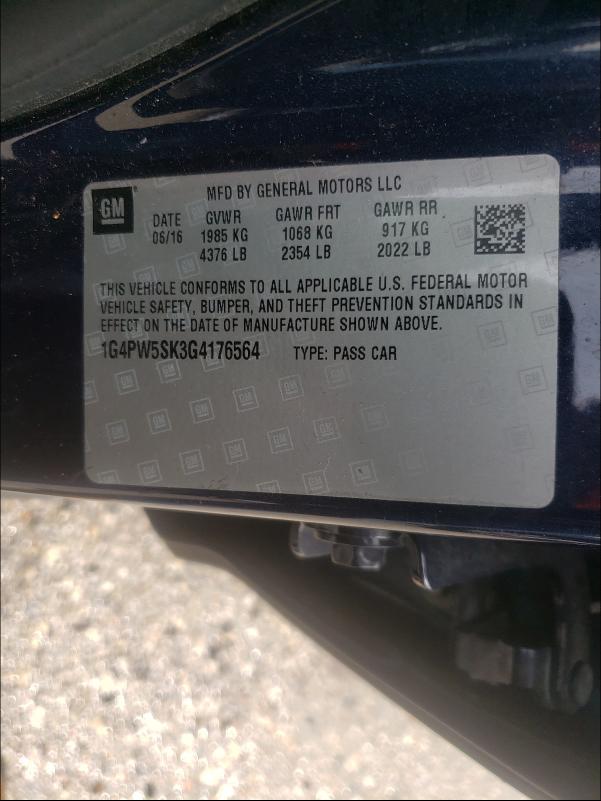 GM
MFD BY GENERAL MOTORS LLC
DATE GVWR GAWR FRT GAWR RR
06/16 1985 KG 1068 KG 917 KG
4376 LB 2354 LB 2022 LB
THIS VEHICLE CONFORMS TO ALL APPLICABLE U.S. FEDERAL MOTOR
VEHICLE SAFETY, BUMPER, AND THEFT PREVENTION STANDARDS IN
EFFECT ON THE DATE OF MANUFACTURE SHOWN ABOVE.
1G4PW5SK3G4176564 TYPE: PASS CAR